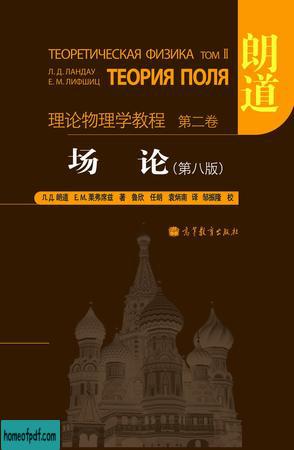 朗道
ТЕОРЕТИЧЕСКАЯ ФИЗИКА ТОМ II
Л. Д. ЛАНДАУ
Е. М. ЛИФШИЦ
ТЕОРИЯ ПОЛЯ
理论物理学教程 第二卷
场 论 (第八版)
Л. Д. 朗道 Е. М. 栗弗席兹 著 鲁欣 任朗 袁炳南 译 邹振隆 校
高等教育出版社
homeofpdf.com